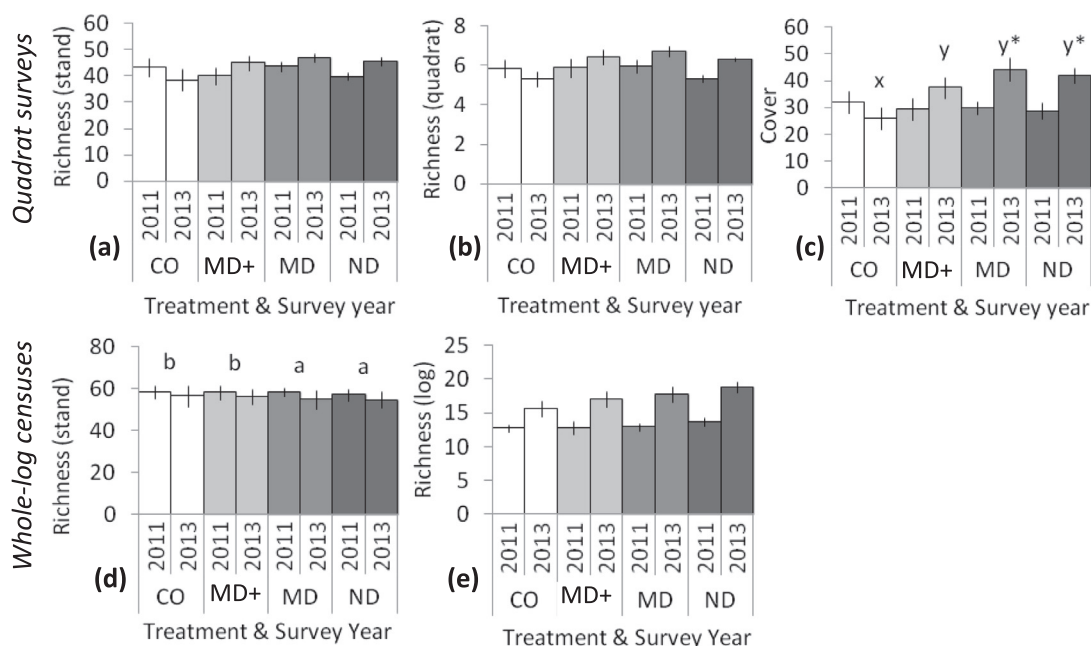 Quadrat surveys
Richness (stand)
60
50
40
30
20
10
0
2011 2013 2011 2013 2011 2013 2011 2013
(a)
CO MD+ MD ND
Treatment & Survey year
Richness (quadrat)
8
6
4
2
0
2011 2013 2011 2013 2011 2013 2011 2013
(b)
CO MD+ MD ND
Treatment & Survey year
Cover
60
50
40
30
20
10
0
x y y* y*
2011 2013 2011 2013 2011 2013 2011 2013
(c)
CO MD+ MD ND
Treatment & Survey year
Whole-log censuses
Richness (stand)
80
60
40
20
0
b b a a
2011 2013 2011 2013 2011 2013 2011 2013
(d)
CO MD+ MD ND
Treatment & Survey Year
Richness (log)
25
20
15
10
5
0
2011 2013 2011 2013 2011 2013 2011 2013
(e)
CO MD+ MD ND
Treatment & Survey Year